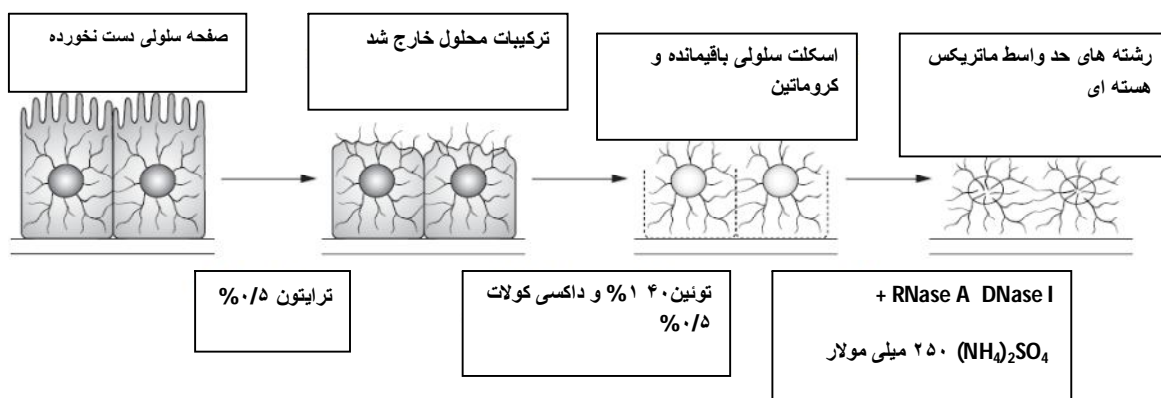 صفحه سلولی دست نخورده
ترکیبات محلول خارج شد
اسکلت سلولی باقیمانده و
کروماتین
رشته های حد واسط ماتریکس
هسته ای
ترایتون ۰/۵%
توئین۴۰ ۱% و داکسی کولات
۰/۵%
+ RNase A DNase I
(NH₄)₂SO₄ ۲۵۰ میلی مولار